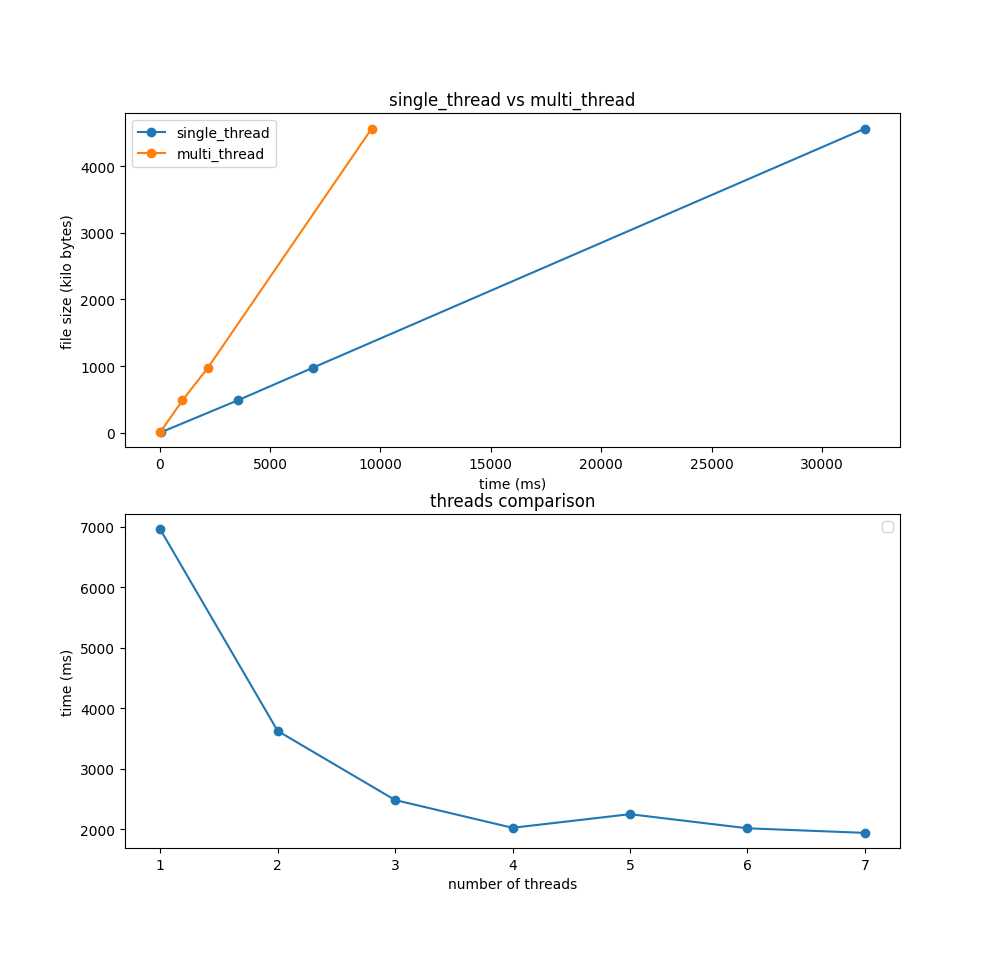 single_thread vs multi_thread
single_thread
multi_thread
file size (kilo bytes)
4000
3000
2000
1000
0
0 5000 10000 15000 20000 25000 30000
time (ms)
threads comparison
time (ms)
7000
6000
5000
4000
3000
2000
1 2 3 4 5 6 7
number of threads